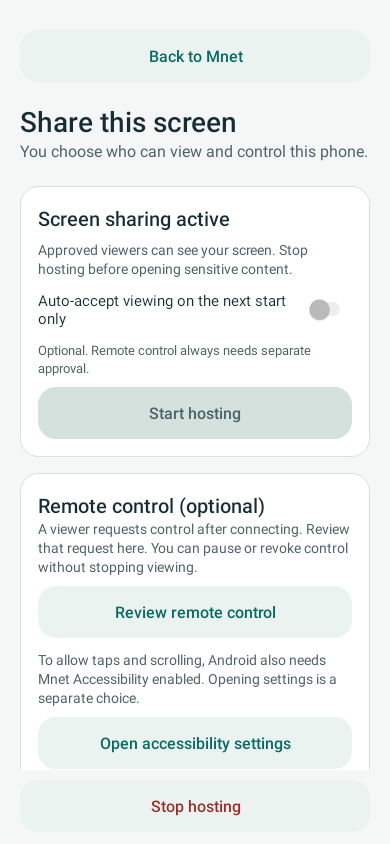 Back to Mnet
Share this screen
You choose who can view and control this phone.
Screen sharing active
Approved viewers can see your screen. Stop
hosting before opening sensitive content.
Auto-accept viewing on the next start
only
Optional. Remote control always needs separate
approval.
Start hosting
Remote control (optional)
A viewer requests control after connecting. Review
that request here. You can pause or revoke control
without stopping viewing.
Review remote control
To allow taps and scrolling, Android also needs
Mnet Accessibility enabled. Opening settings is a
separate choice.
Open accessibility settings
Stop hosting